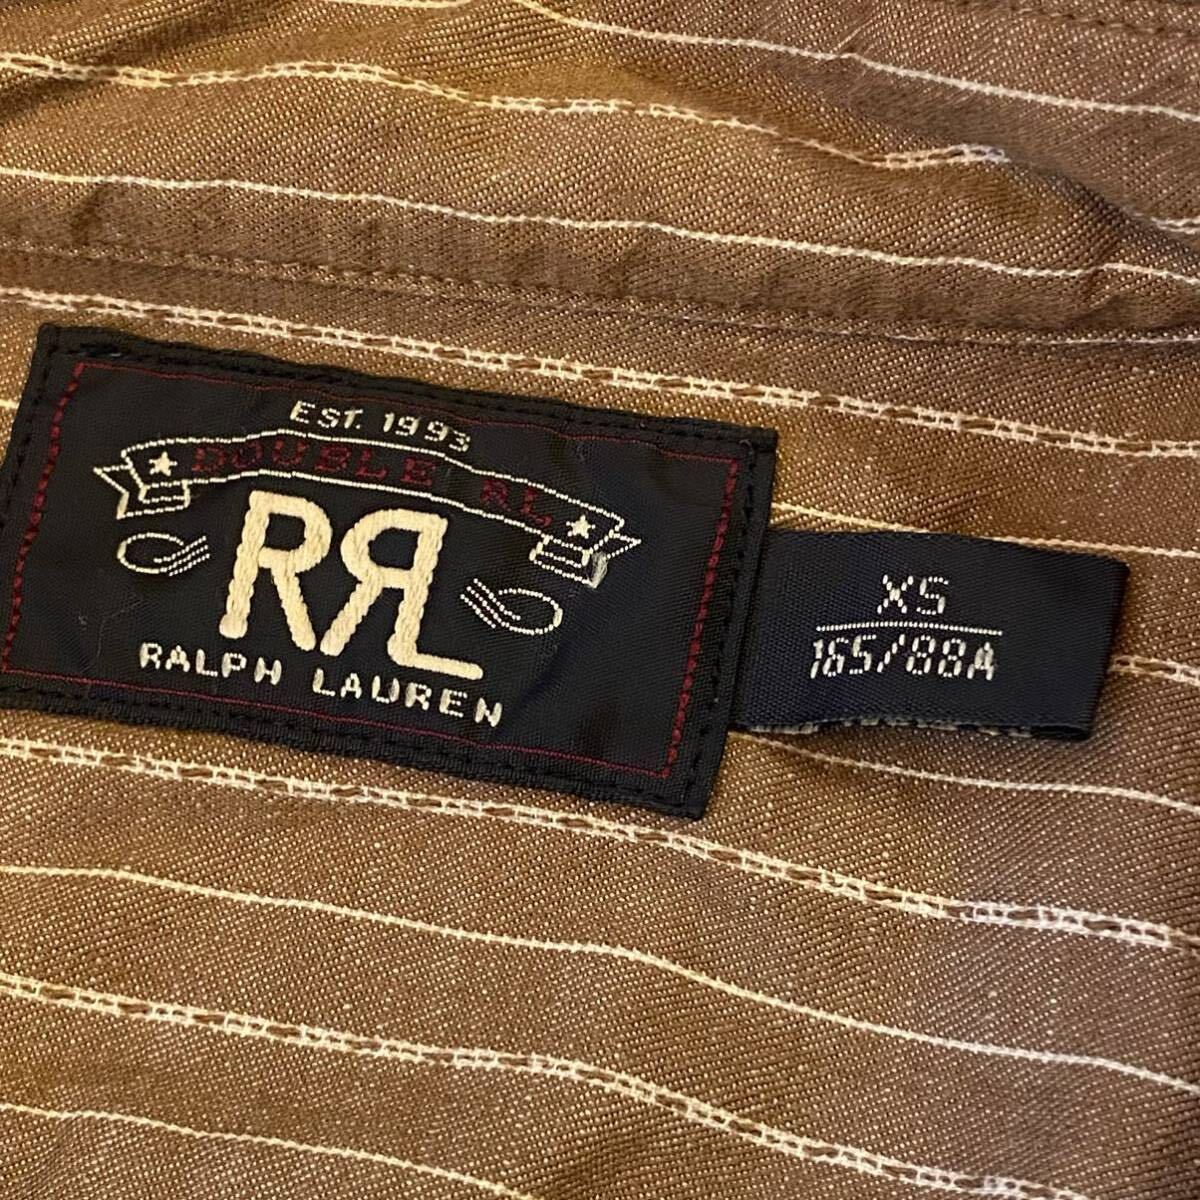 EST. 1993
DOUBLE RL
RRL
RALPH LAUREN
XS
165/88A